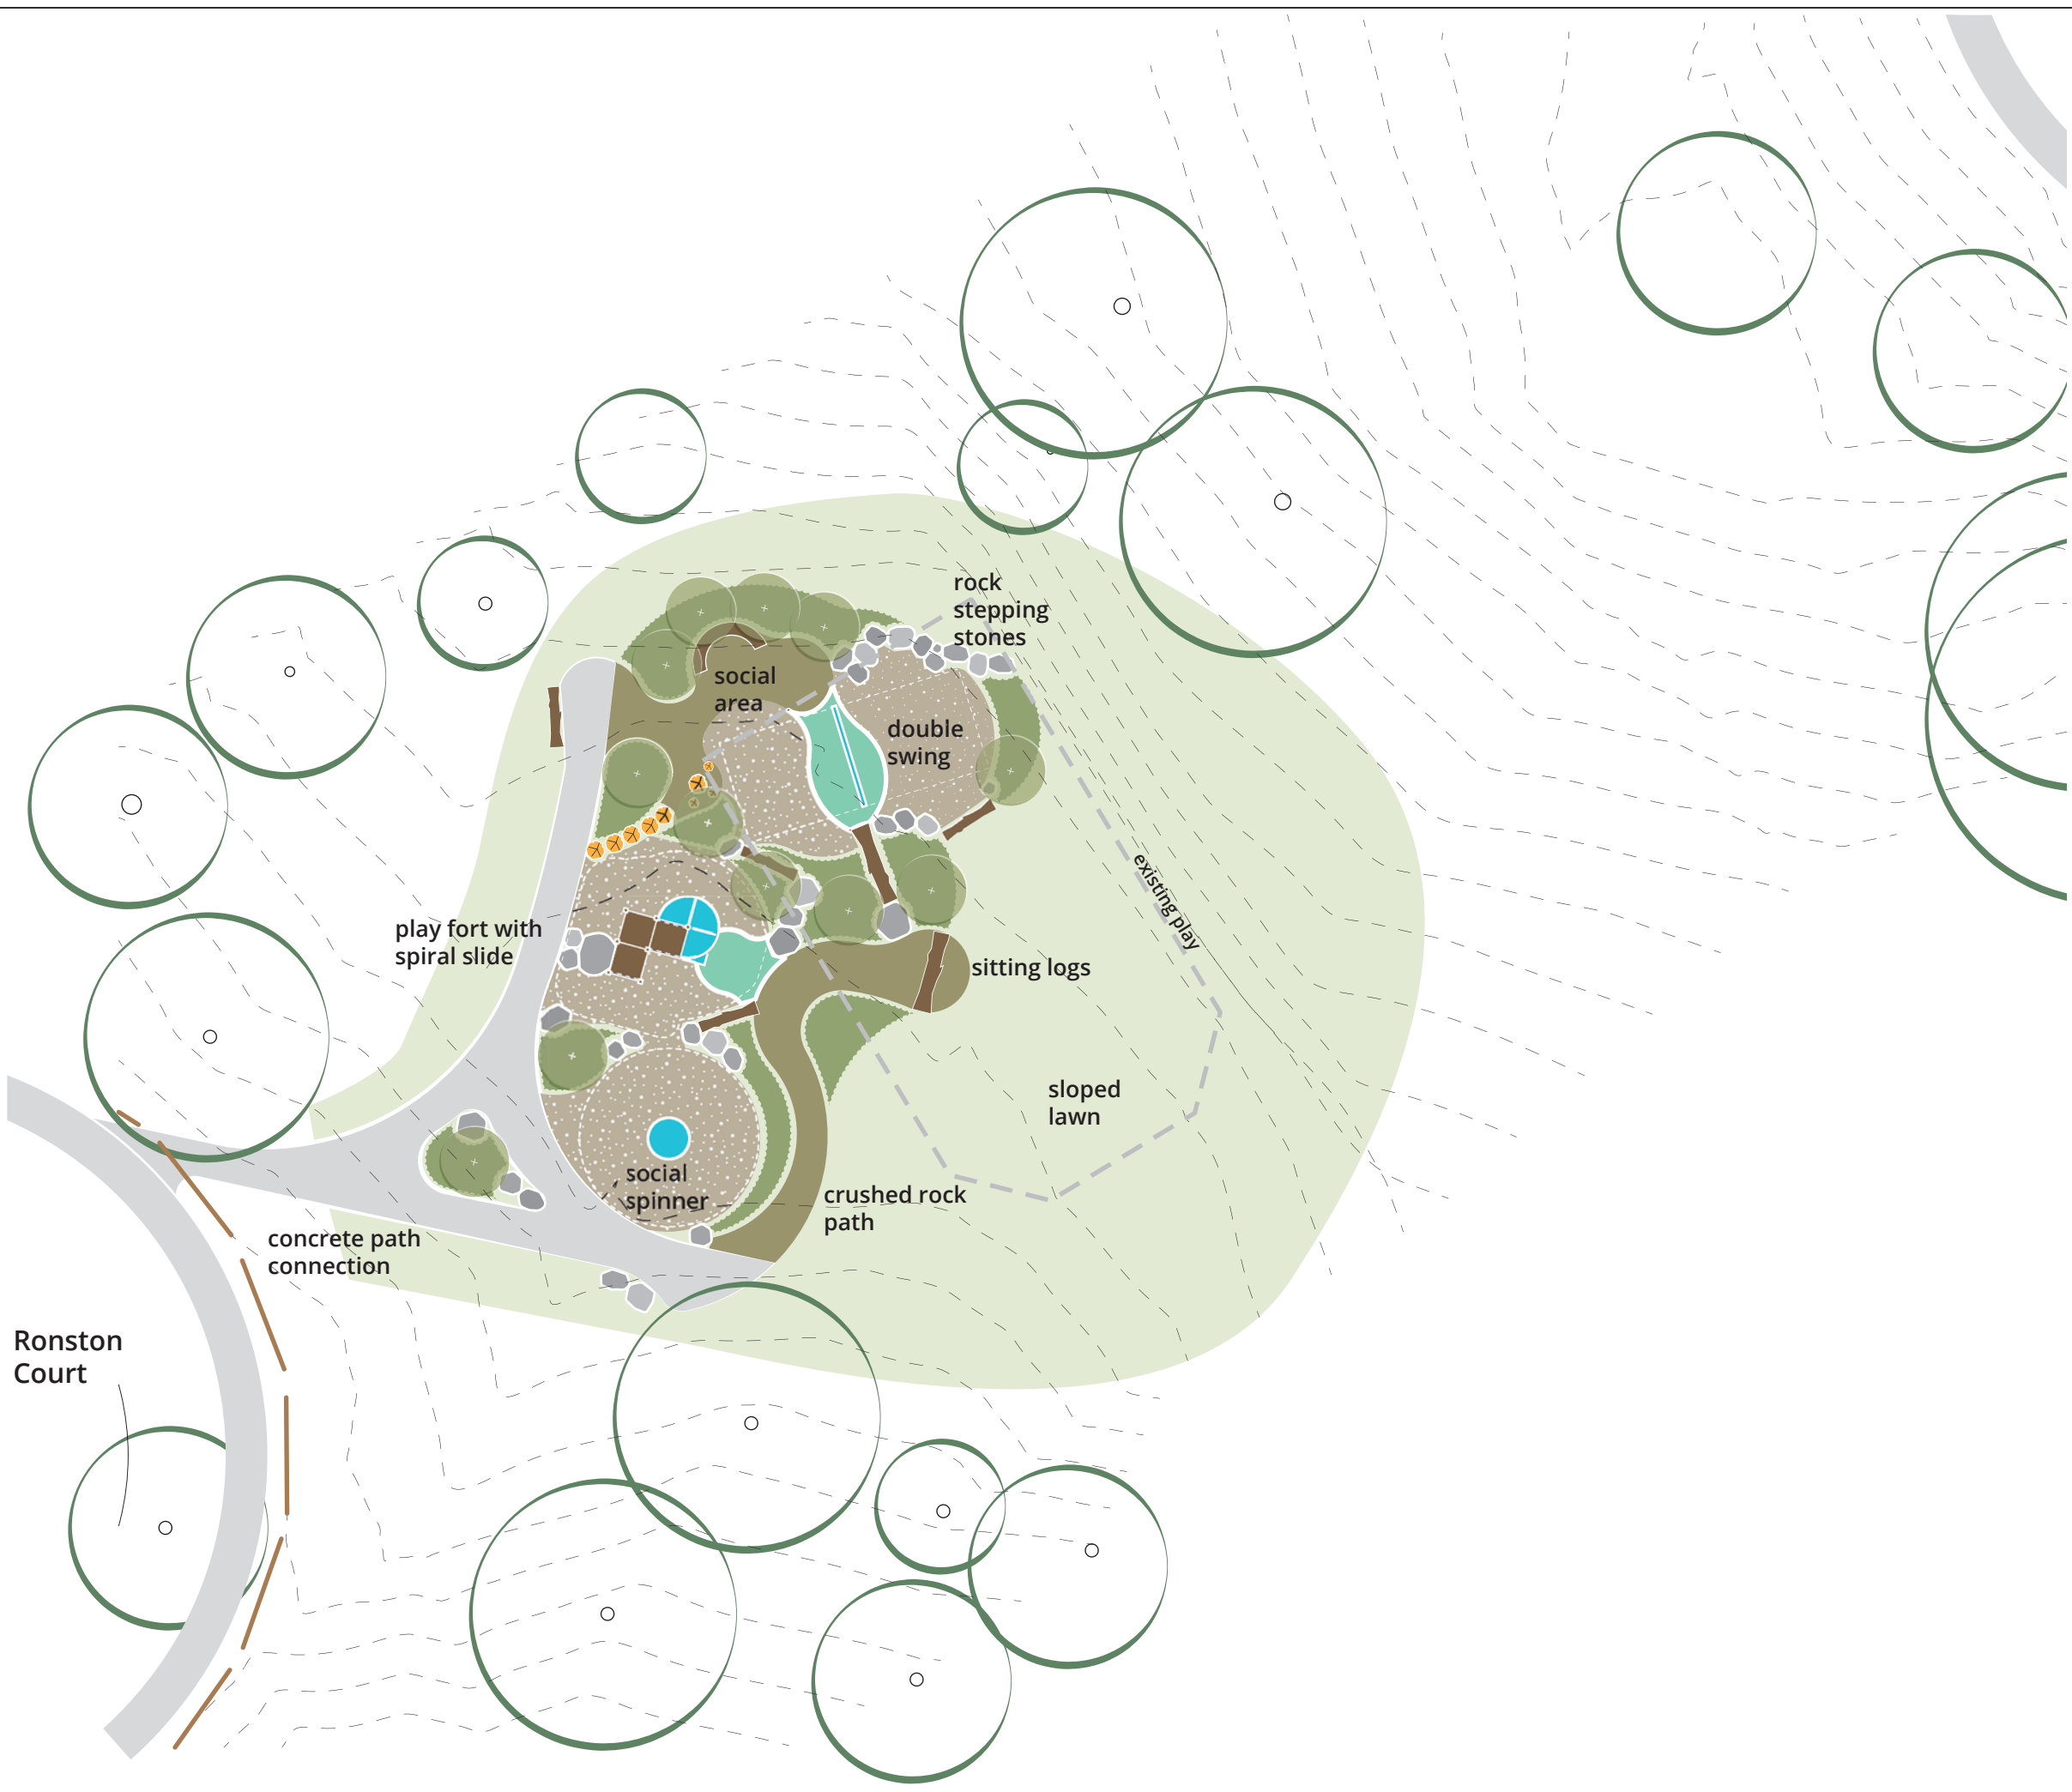 rock
stepping
stones
social
area
double
swing
existing play
play fort with
spiral slide
sitting logs
sloped
lawn
social
spinner
crushed rock
path
concrete path
connection
Ronston
Court